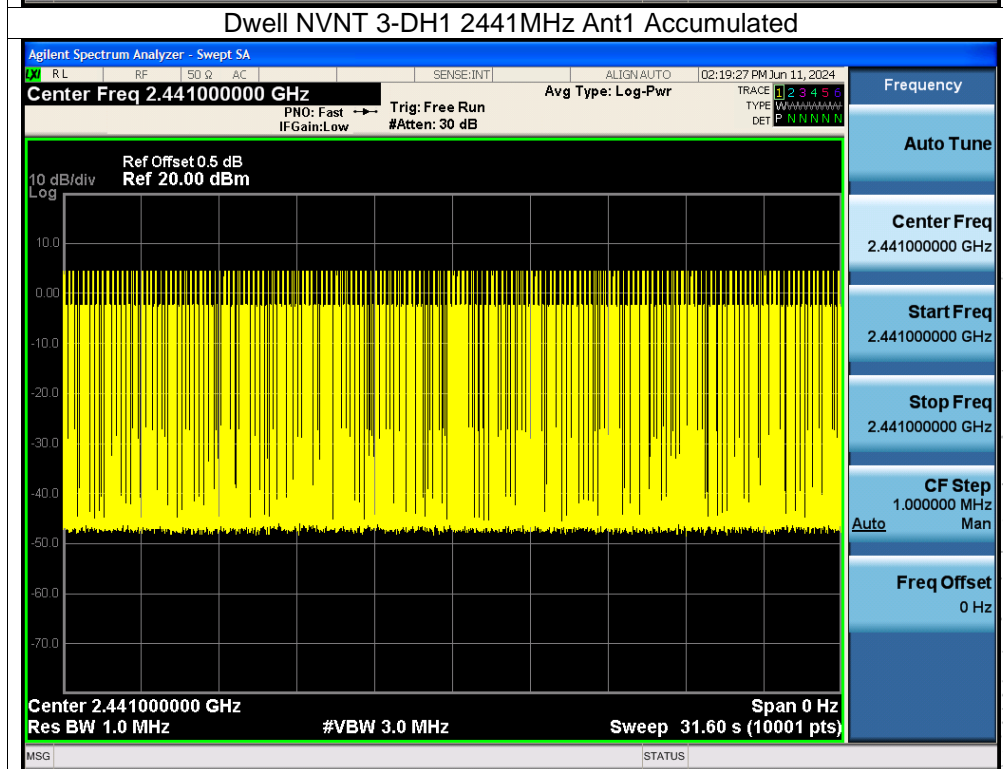 Dwell NVNT 3-DH1 2441MHz Ant1 Accumulated
Agilent Spectrum Analyzer - Swept SA
LXI RL RF 50 Ω AC SENSE:INT ALIGN AUTO 02:19:27 PM Jun 11, 2024
Center Freq 2.441000000 GHz
PNO: Fast
IFGain:Low
Trig: Free Run
#Atten: 30 dB
Avg Type: Log-Pwr
TRACE 1 2 3 4 5 6
TYPE WWWWWW
DET P N N N N N
Ref Offset 0.5 dB
10 dB/div Ref 20.00 dBm
Log
10.0
0.00
-10.0
-20.0
-30.0
-40.0
-50.0
-60.0
-70.0
Center 2.441000000 GHz Span 0 Hz
Res BW 1.0 MHz #VBW 3.0 MHz Sweep 31.60 s (10001 pts)
MSG STATUS
Frequency
Auto Tune
Center Freq
2.441000000 GHz
Start Freq
2.441000000 GHz
Stop Freq
2.441000000 GHz
CF Step
1.000000 MHz
Auto Man
Freq Offset
0 Hz